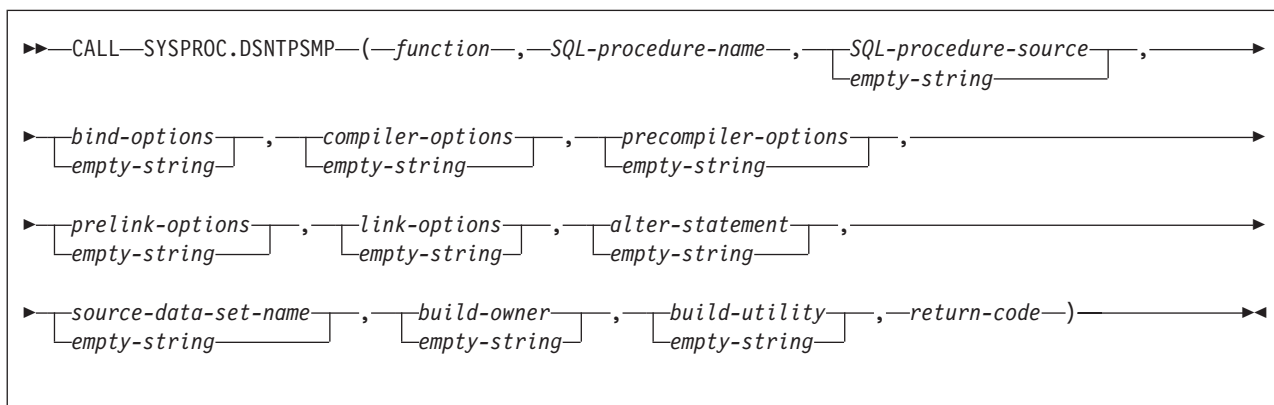 CALL SYSPROC.DSNTPSMP ( function , SQL-procedure-name , SQL-procedure-source ,
empty-string
bind-options , compiler-options , precompiler-options ,
empty-string empty-string empty-string
prelink-options , link-options , alter-statement ,
empty-string empty-string empty-string
source-data-set-name , build-owner , build-utility , return-code )
empty-string empty-string empty-string